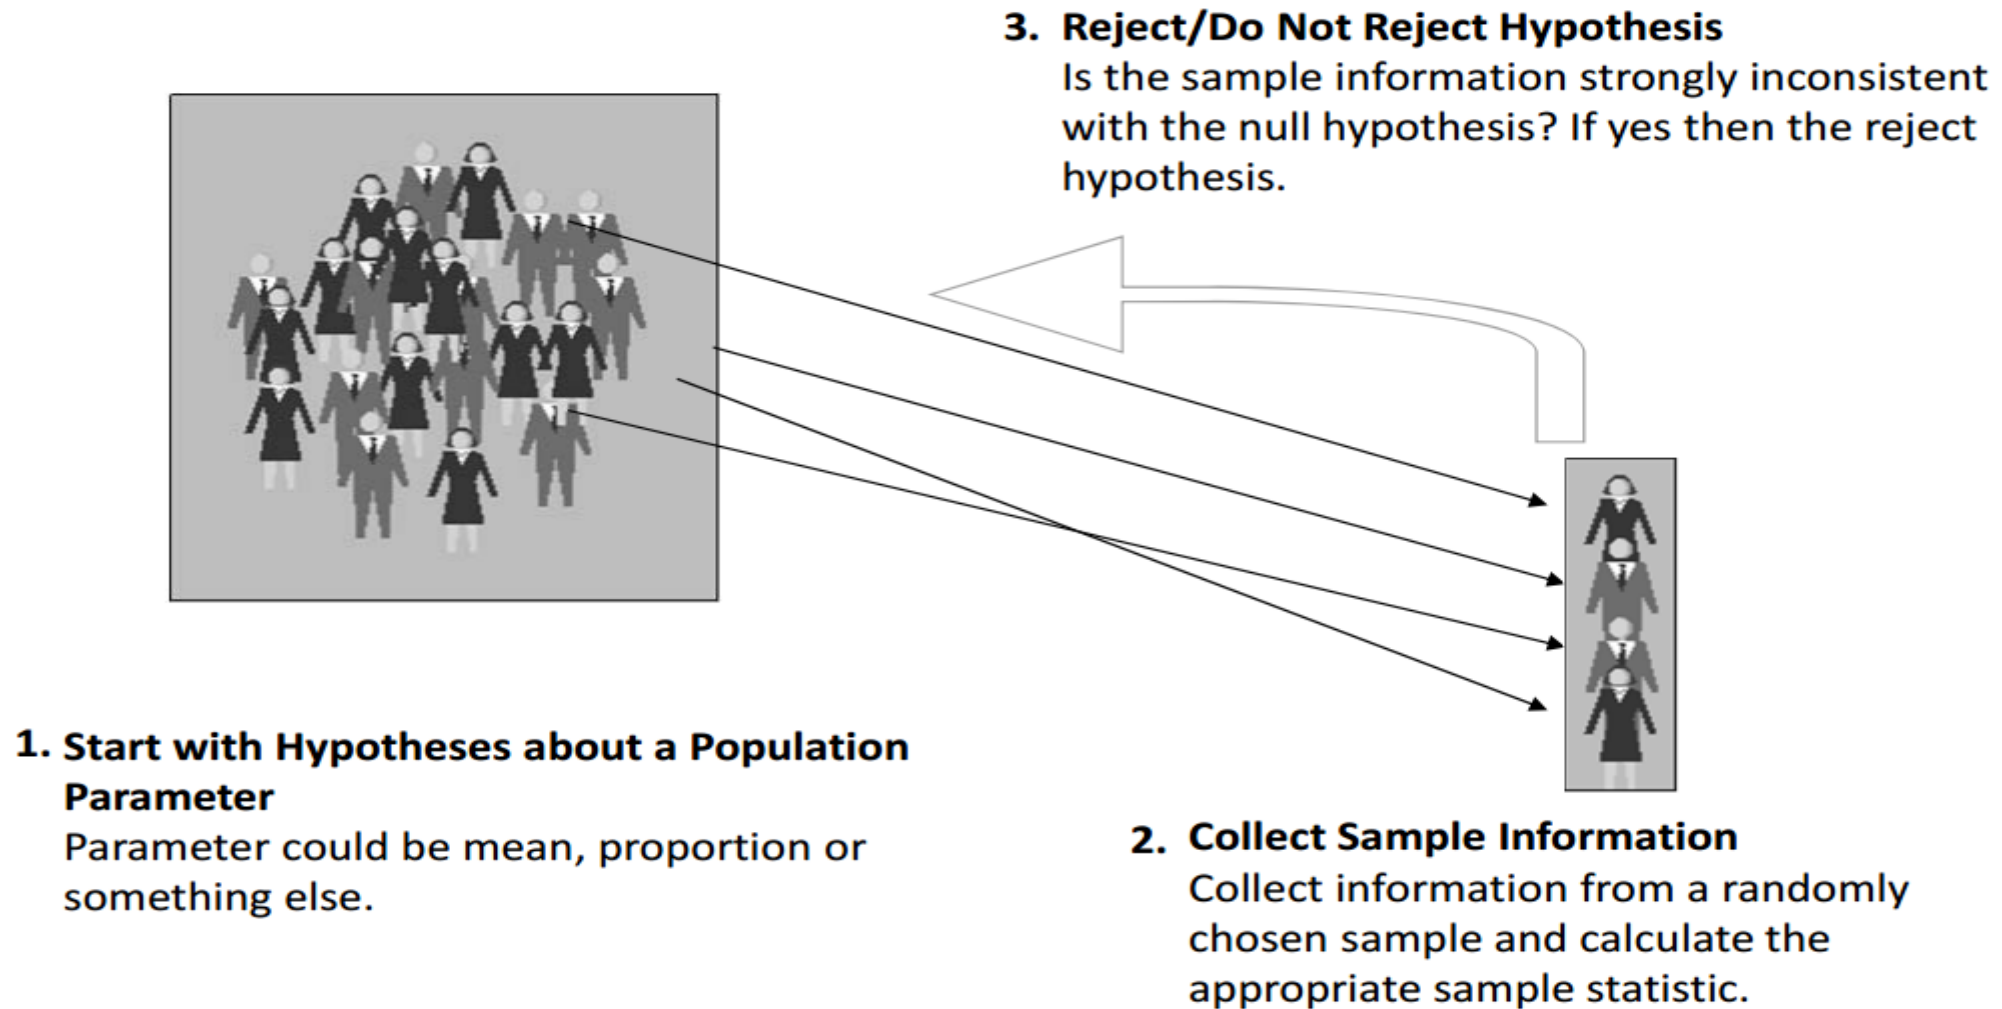 1. Start with Hypotheses about a Population
Parameter
Parameter could be mean, proportion or
something else.
2. Collect Sample Information
Collect information from a randomly
chosen sample and calculate the
appropriate sample statistic.
3. Reject/Do Not Reject Hypothesis
Is the sample information strongly inconsistent
with the null hypothesis? If yes then the reject
hypothesis.